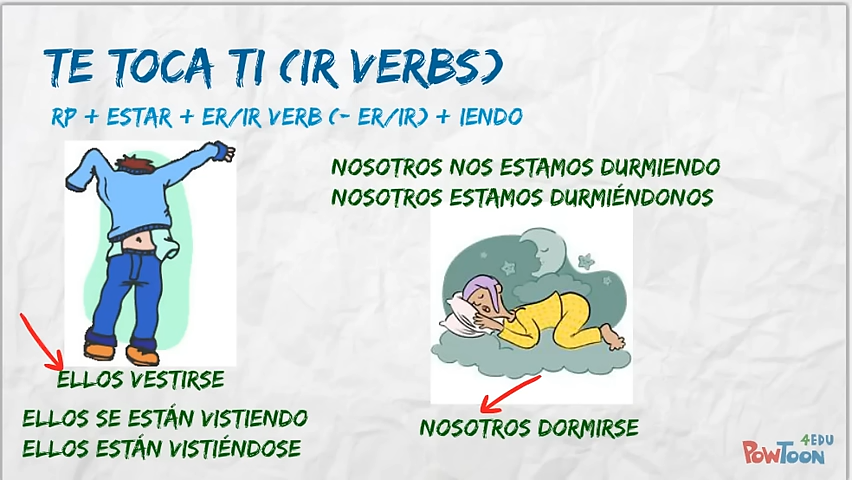 TE TOCA TI (IR VERBS)
RP + ESTAR + ER/IR VERB (- ER/IR) + IENDO
NOSOTROS NOS ESTAMOS DURMIENDO
NOSOTROS ESTAMOS DURMIÉNDONOS
ELLOS VESTIRSE
ELLOS SE ESTÁN VISTIENDO
ELLOS ESTÁN VISTIÉNDOSE
NOSOTROS DORMIRSE
4EDU
POWTOON